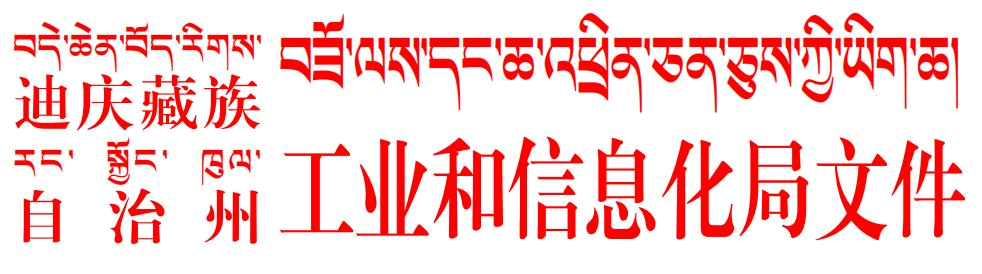 བདེ་ཆེན་བོད་རིགས་
迪庆藏族
རང་ སྐྱོང་ ཁུལ་
自治州
བཟོ་ལས་དང་ཆ་འཕྲིན་ཅན་ཅུས་ཀྱི་ཡིག་ཆ།
工业和信息化局文件